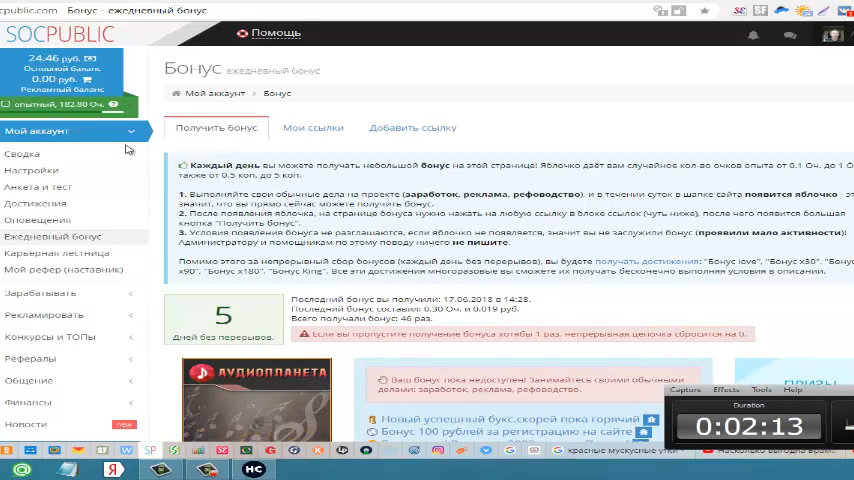 cpublic.com Бонус - ежедневный бонус
SOCPUBLIC
Помощь
24.46 руб.
Основной баланс
0.00 руб.
Рекламный баланс
опытный, 182.80 Оч.
Мой аккаунт
Сводка
Настройки
Анкета и тест
Достижения
Оповещения
Ежедневный бонус
Карьерная лестница
Мой рефер (наставник)
Зарабатывать
Рекламировать
Конкурсы и ТОПы
Рефералы
Общение
Финансы
Новости new
Бонус ежедневный бонус
Мой аккаунт > Бонус
Получить бонус Мои ссылки Добавить ссылку
Каждый день вы можете получать небольшой бонус на этой странице! Яблочко даёт вам случайное кол-во очков опыта от 0.1 Оч. до 1 О
также от 0.5 коп. до 5 коп.
1. Выполняйте свои обычные дела на проекте (заработок, реклама, рефоводство), и в течении суток в шапке сайта появится яблочко - э
значит, что вы прямо сейчас можете получить бонус.
2. После появления яблочка, на странице бонуса нужно нажать на любую ссылку в блоке ссылок (чуть ниже), после чего появится большая
кнопка "Получить бонус".
3. Условия появления бонуса не разглашаются, если яблочко не появляется, значит вы не заслужили бонус (проявили мало активности)!
Администратору и помощникам по этому поводу ничего не пишите.
Помимо этого за непрерывный сбор бонусов (каждый день без перерывов), вы будете получать достижения: "Бонус love", "Бонус x30", "Бонус
x90", "Бонус x180", "Бонус King". Все эти достижения многоразовые вы сможете их получать бесконечно выполняя условия в описании.
5
Дней без перерывов.
Последний бонус вы получили: 17.06.2018 в 14:28.
Последний бонус составил: 0.30 Оч. и 0.019 руб.
Всего получали бонус: 46 раз.
Если вы пропустите получение бонуса хотябы 1 раз, непрерывная цепочка сбросится на 0.
АУДИОПЛАНЕТА
Ваш бонус пока недоступен! Занимайтесь своими обычными
делами: заработок, реклама, рефоводство.
Новый успешный букс.скорей пока горячий
Бонус 100 рублей за регистрацию на сайте
ПРИЗЫ
Capture Effects Tools Help
Duration
0:02:13
красные мускусные утки
Насколько выгодна